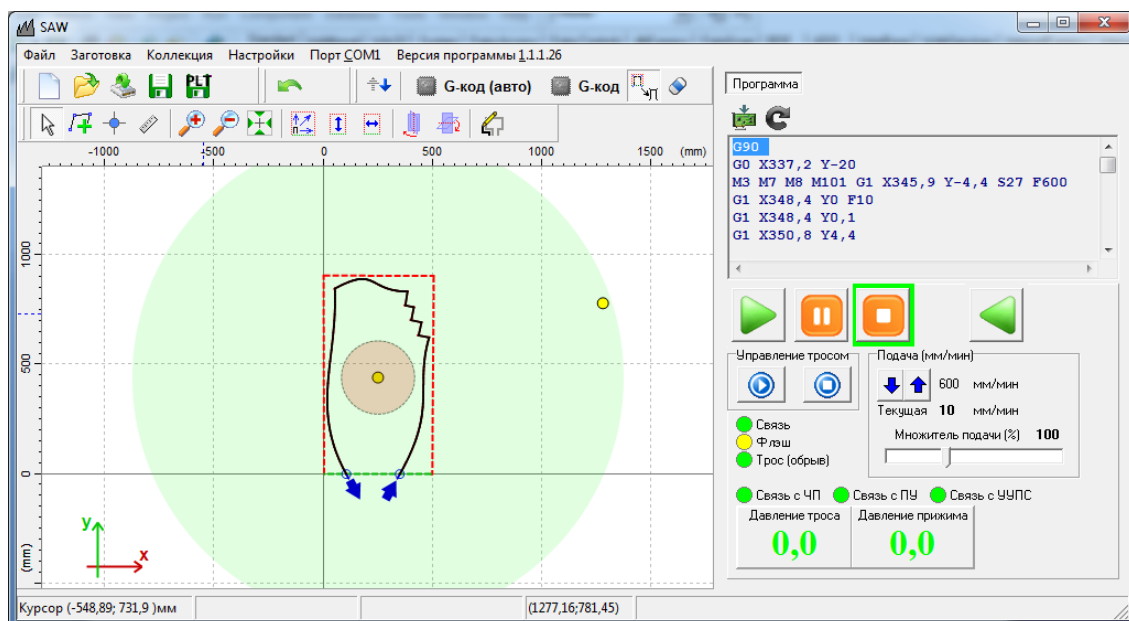 SAW
Файл Заготовка Коллекция Настройки Порт COM1 Версия программы 1.1.1.26
PLT
G-код (авто) G-код
Программа
-1000 -500 0 500 1000 1500 (mm)
G90
G0 X337,2 Y-20
M3 M7 M8 M101 G1 X345,9 Y-4,4 S27 F600
G1 X348,4 Y0 F10
G1 X348,4 Y0,1
G1 X350,8 Y4,4
1000
500
0
(mm)
y
x
Управление тросом
Подача (мм/мин)
600 мм/мин
Текущая 10 мм/мин
Множитель подачи (%) 100
Связь
Флэш
Трос (обрыв)
Связь с ЧП Связь с ПУ Связь с УУПС
Давление троса Давление прижима
0,0 0,0
Курсор (-548,89; 731,9 )мм (1277,16;781,45)